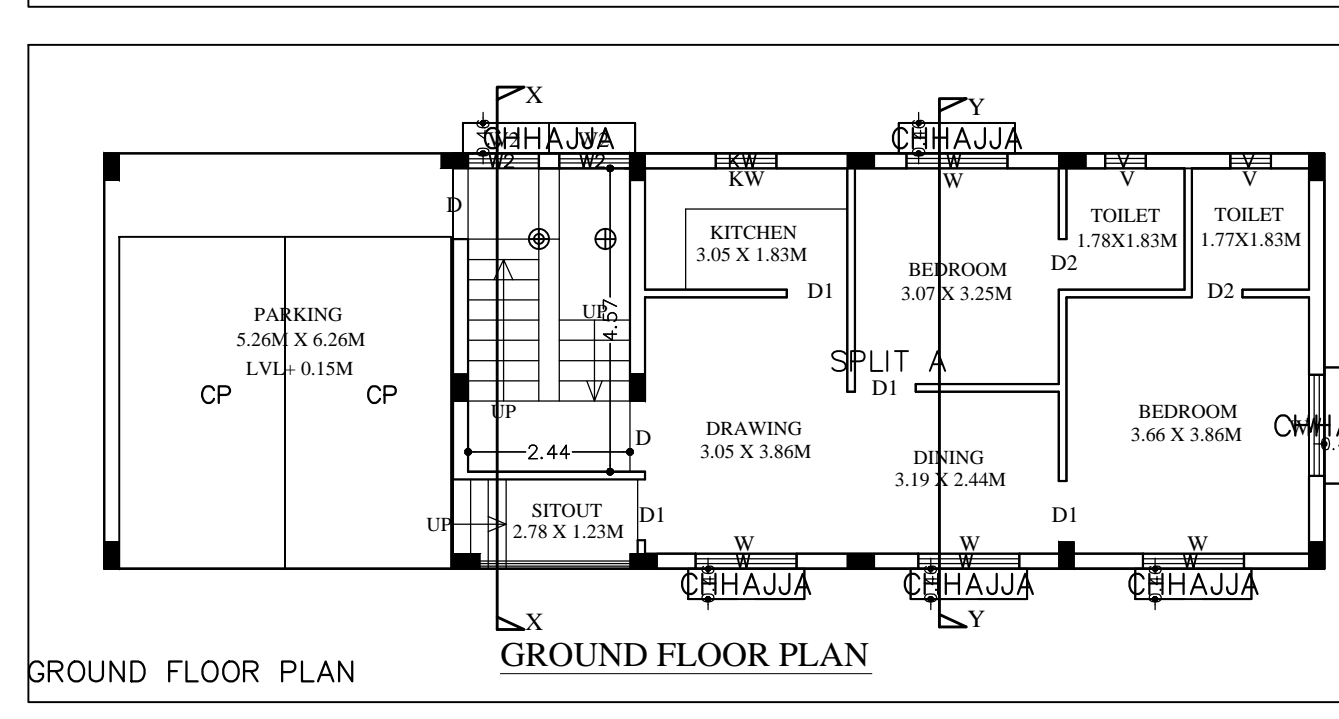 X
Y
CHHAJJA
CHHAJJA
W2
W2
W2
W2
KW
KW
W
W
V
V
V
V
D
KITCHEN
3.05 X 1.83M
TOILET
1.78X1.83M
TOILET
1.77X1.83M
BEDROOM
3.07 X 3.25M
D2
D1
D2
PARKING
5.26M X 6.26M
LVL+ 0.15M
CP
CP
UP
4.57
UP
SPLIT A
D1
DRAWING
3.05 X 3.86M
D
2.44
BEDROOM
3.66 X 3.86M
DINING
3.19 X 2.44M
UP
SITOUT
2.78 X 1.23M
D1
D1
W
W
W
W
W
W
CHHAJJA
CHHAJJA
CHHAJJA
X
Y
GROUND FLOOR PLAN
GROUND FLOOR PLAN